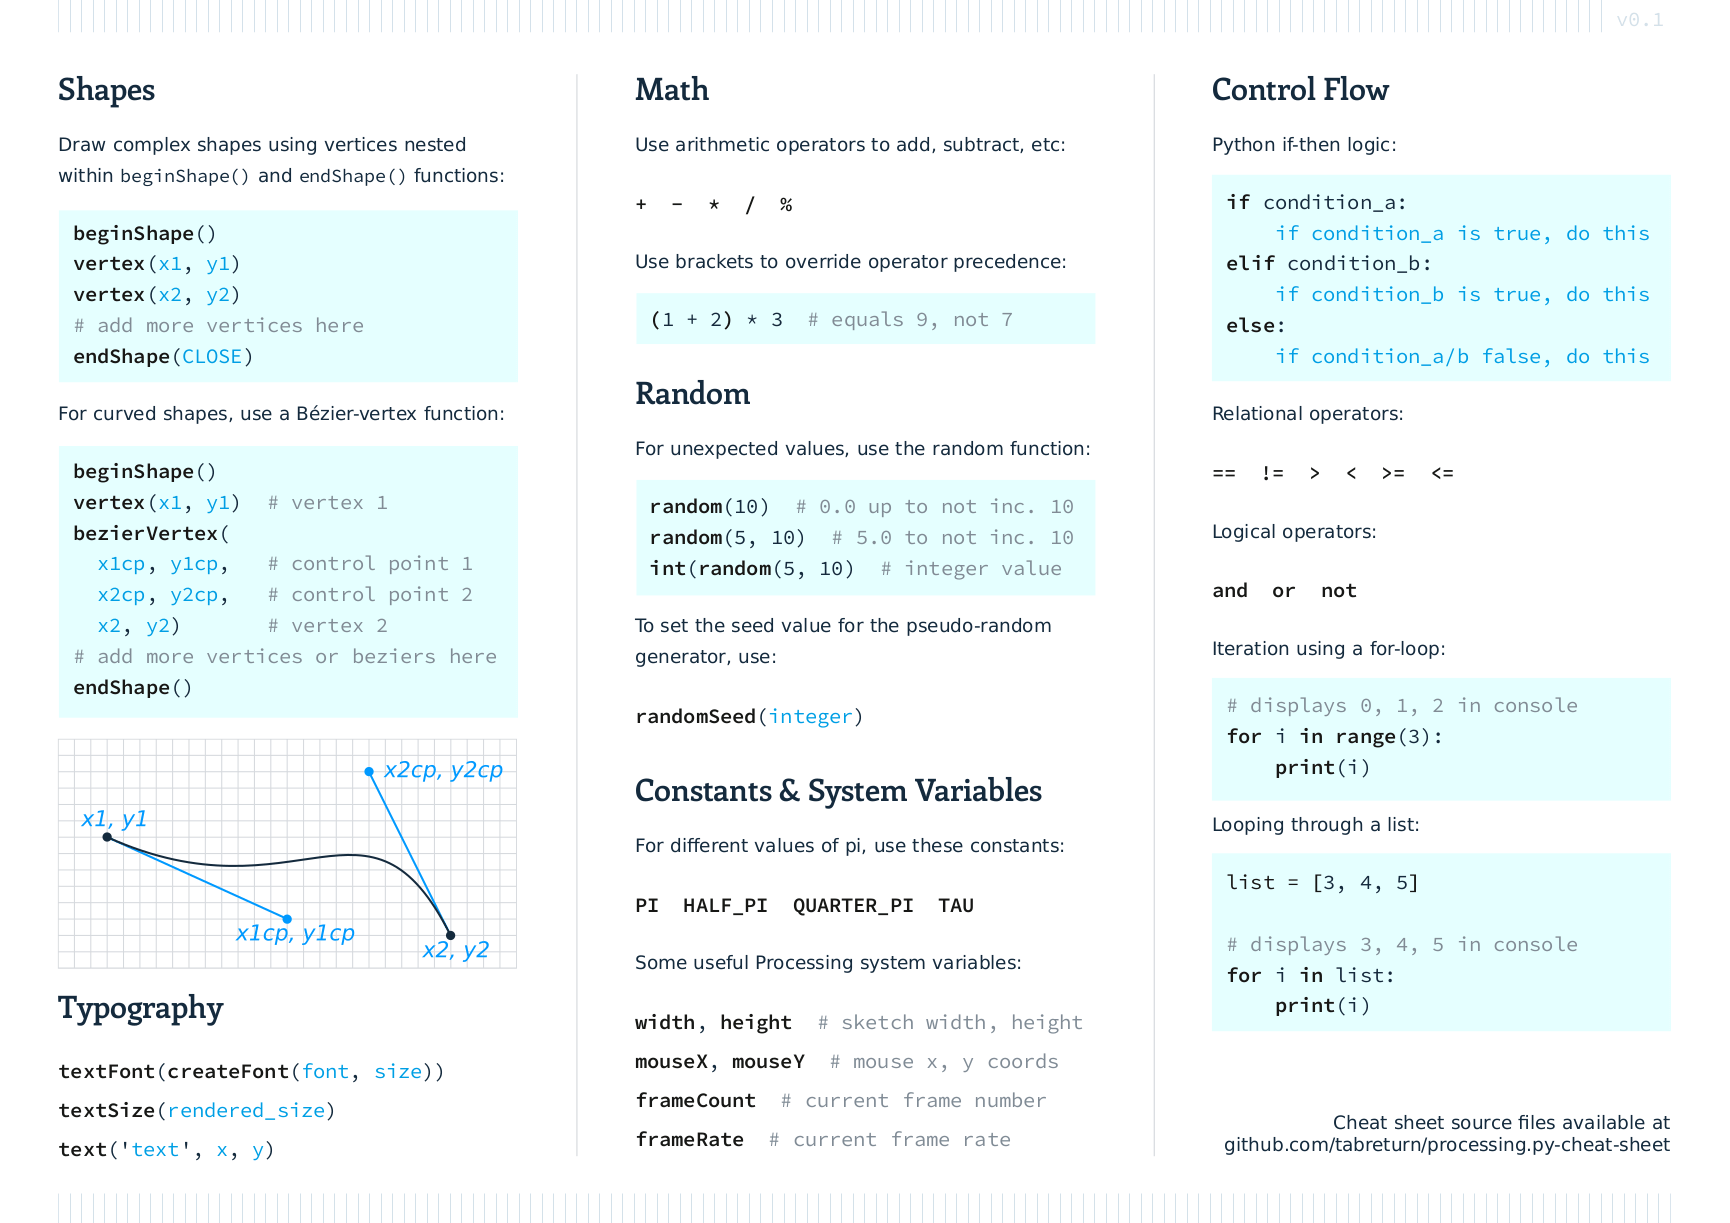 v0.1
Shapes
Draw complex shapes using vertices nested
within beginShape() and endShape() functions:
beginShape()
vertex(x1, y1)
vertex(x2, y2)
# add more vertices here
endShape(CLOSE)
For curved shapes, use a Bézier-vertex function:
beginShape()
vertex(x1, y1)  # vertex 1
bezierVertex(
  x1cp, y1cp,   # control point 1
  x2cp, y2cp,   # control point 2
  x2, y2)       # vertex 2
# add more vertices or beziers here
endShape()
x2cp, y2cp
x1, y1
x1cp, y1cp
x2, y2
Typography
textFont(createFont(font, size))
textSize(rendered_size)
text('text', x, y)
Math
Use arithmetic operators to add, subtract, etc:
+  -  *  /  %
Use brackets to override operator precedence:
(1 + 2) * 3  # equals 9, not 7
Random
For unexpected values, use the random function:
random(10)  # 0.0 up to not inc. 10
random(5, 10)  # 5.0 to not inc. 10
int(random(5, 10)  # integer value
To set the seed value for the pseudo-random
generator, use:
randomSeed(integer)
Constants & System Variables
For different values of pi, use these constants:
PI  HALF_PI  QUARTER_PI  TAU
Some useful Processing system variables:
width, height  # sketch width, height
mouseX, mouseY  # mouse x, y coords
frameCount  # current frame number
frameRate  # current frame rate
Control Flow
Python if-then logic:
if condition_a:
    if condition_a is true, do this
elif condition_b:
    if condition_b is true, do this
else:
    if condition_a/b false, do this
Relational operators:
==  !=  >  <  >=  <=
Logical operators:
and  or  not
Iteration using a for-loop:
# displays 0, 1, 2 in console
for i in range(3):
    print(i)
Looping through a list:
list = [3, 4, 5]
# displays 3, 4, 5 in console
for i in list:
    print(i)
Cheat sheet source files available at
github.com/tabreturn/processing.py-cheat-sheet